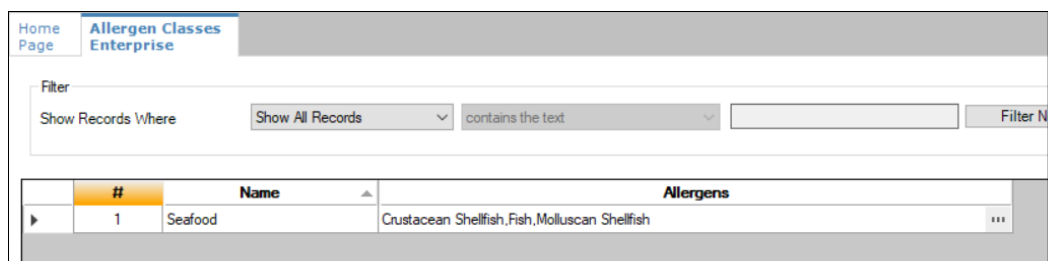 Home Page
Allergen Classes Enterprise
Filter
Show Records Where Show All Records contains the text Filter N
# Name Allergens
1 Seafood Crustacean Shellfish,Fish,Molluscan Shellfish ...